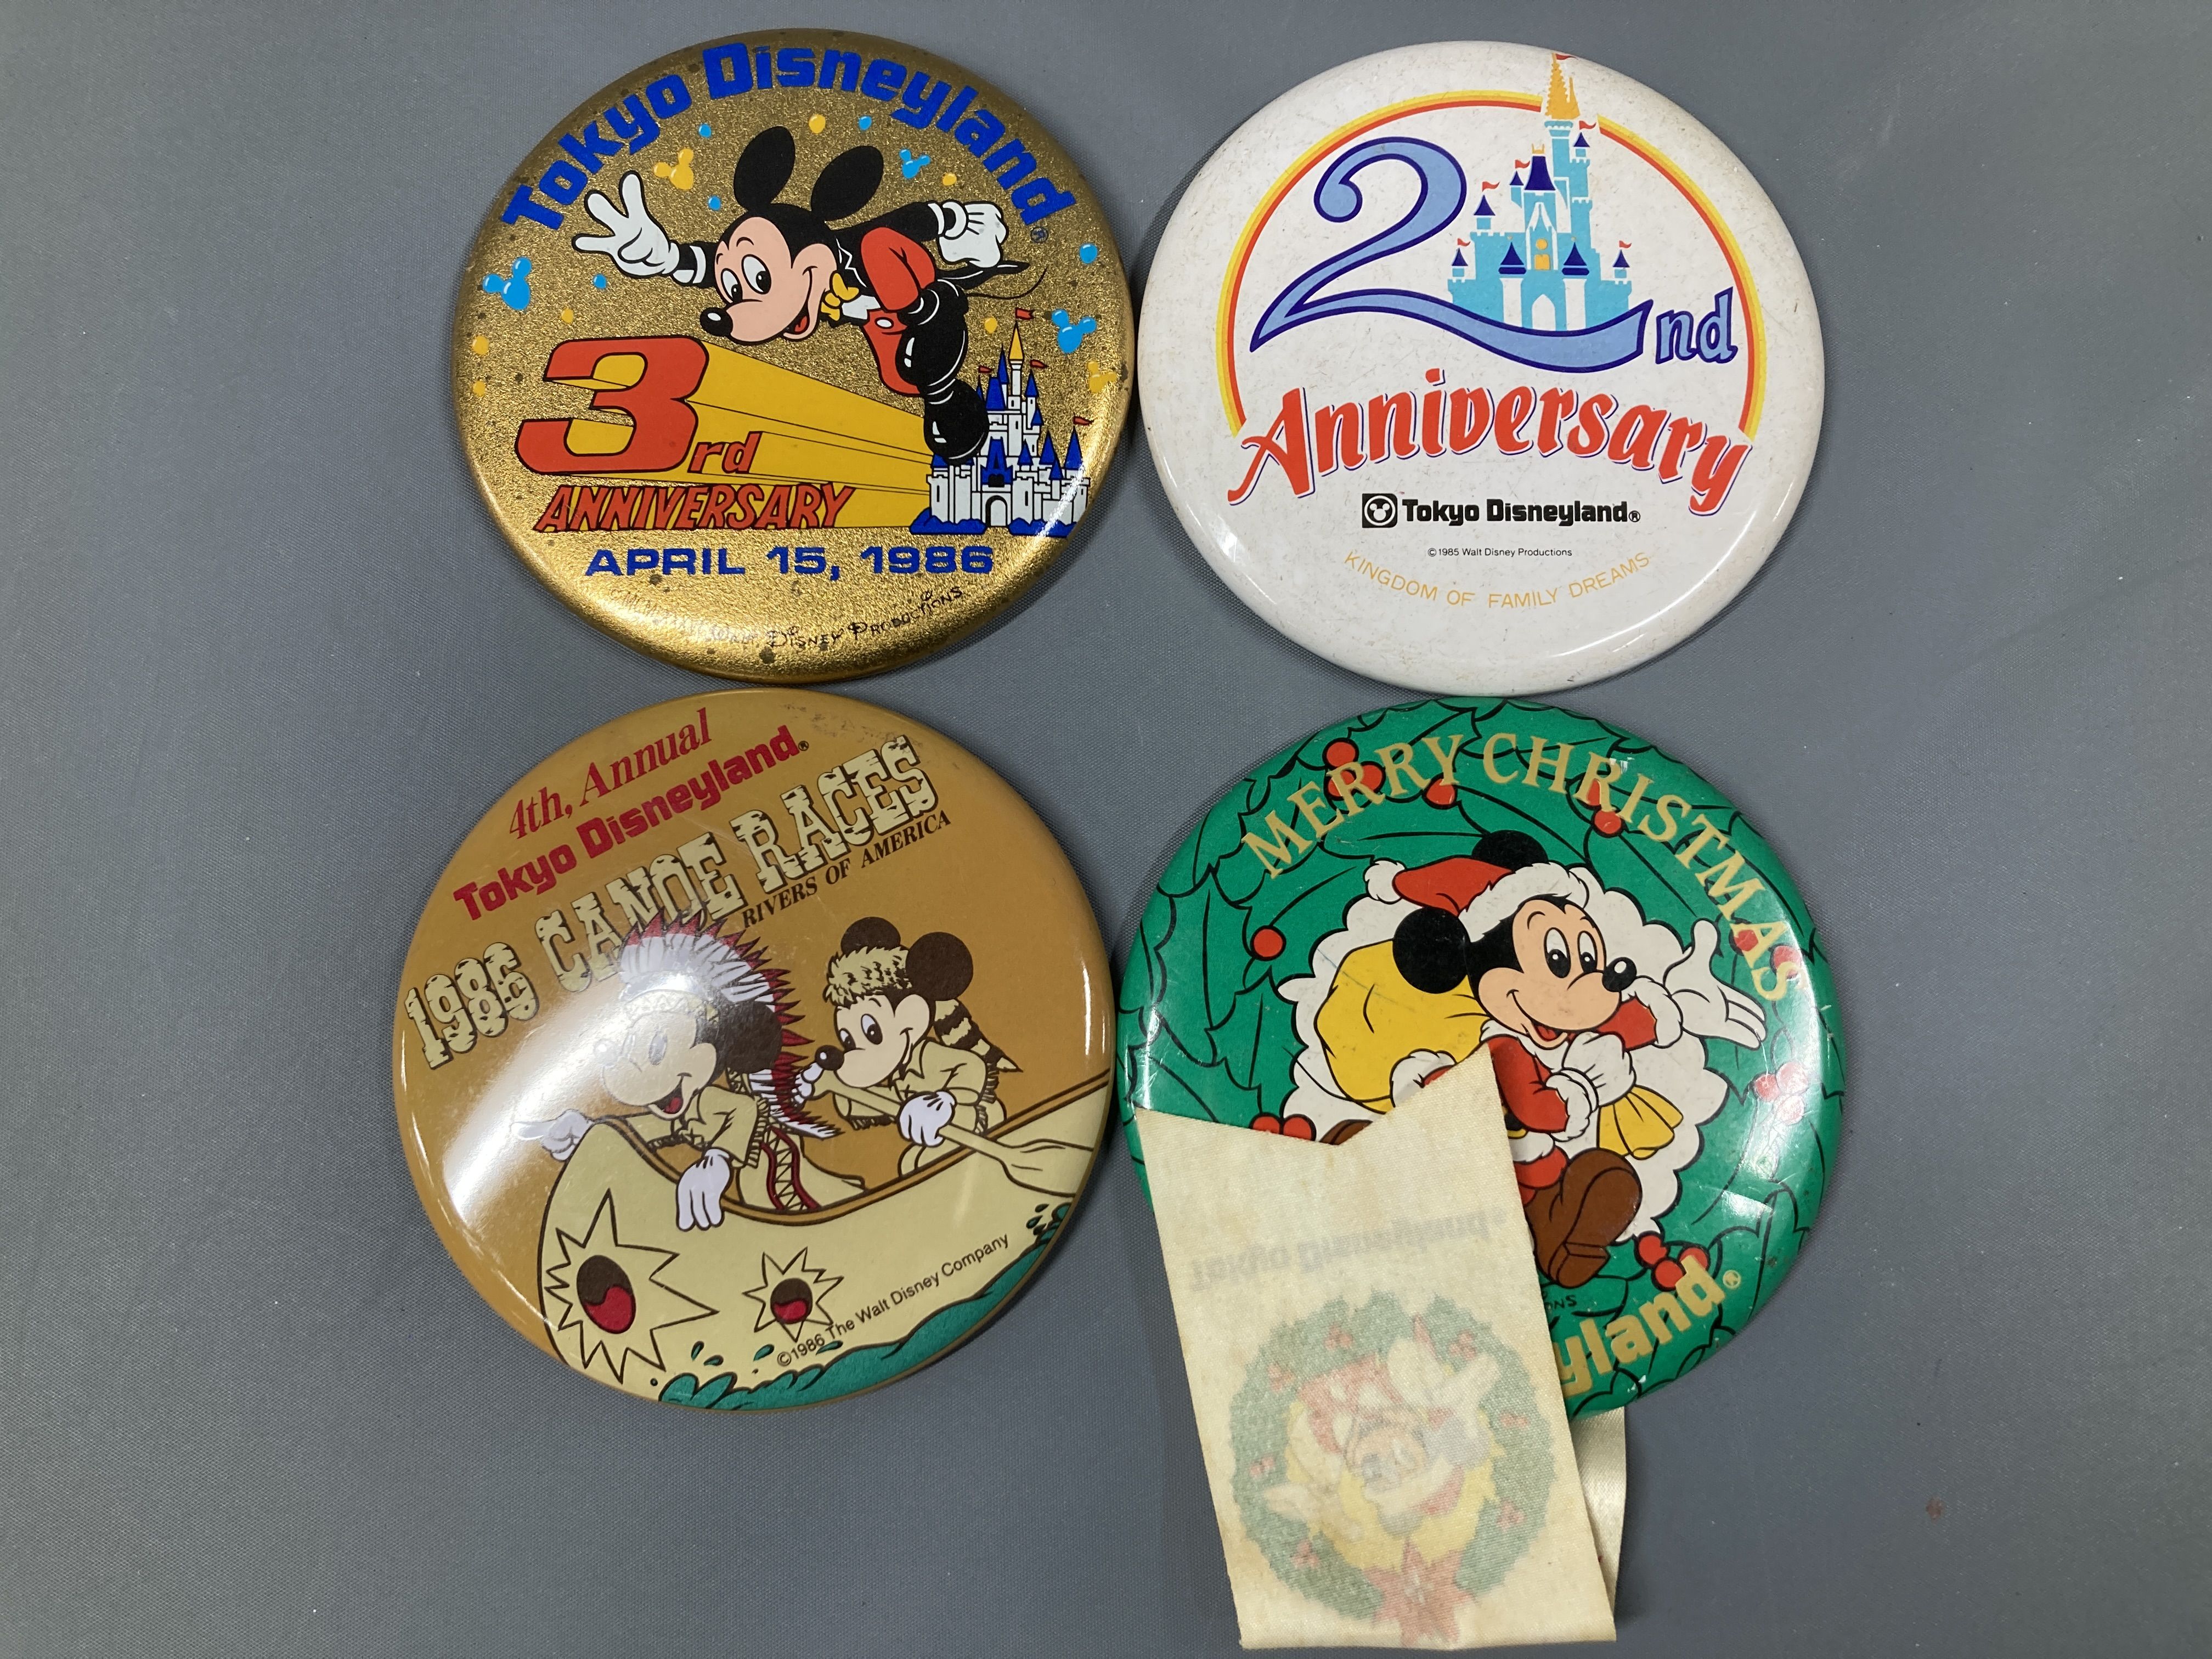 Tokyo Disneyland®
3rd
ANNIVERSARY
APRIL 15, 1986
WALT DISNEY PRODUCTIONS
2nd
Anniversary
Tokyo Disneyland®
©1985 Walt Disney Productions
KINGDOM OF FAMILY DREAMS
4th, Annual
Tokyo Disneyland®
1986 CANOE RACES
RIVERS OF AMERICA
©1986 The Walt Disney Company
MERRY CHRISTMAS
yland®
Tokyo Disneyland®